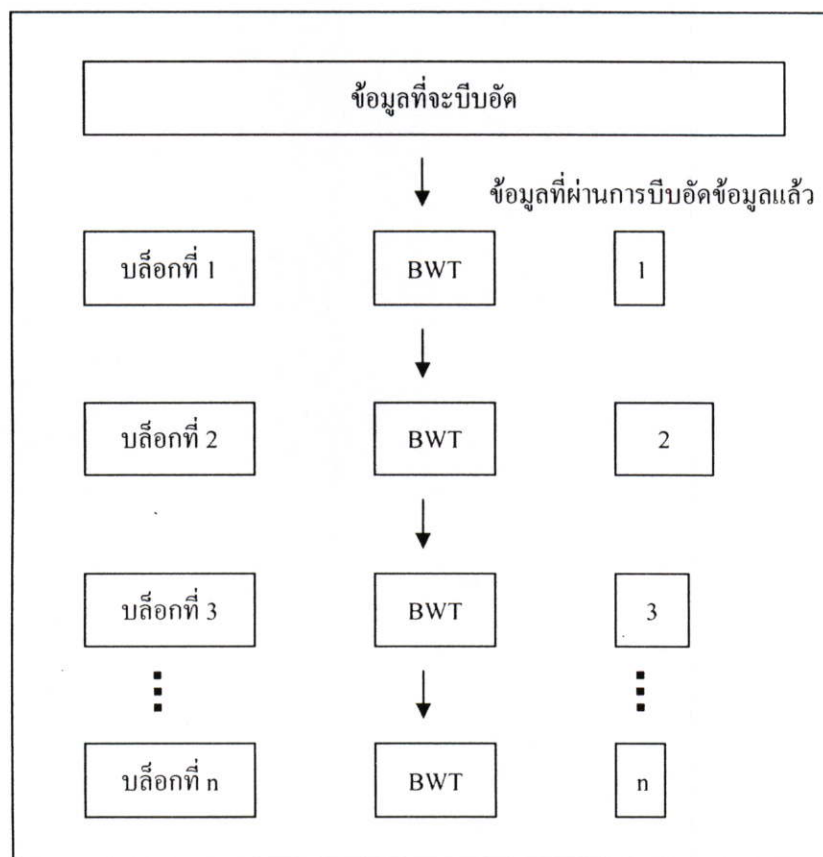 ข้อมูลที่จะบีบอัด
ข้อมูลที่ผ่านการบีบอัดข้อมูลแล้ว
บล็อกที่ 1 BWT 1
บล็อกที่ 2 BWT 2
บล็อกที่ 3 BWT 3
บล็อกที่ n BWT n